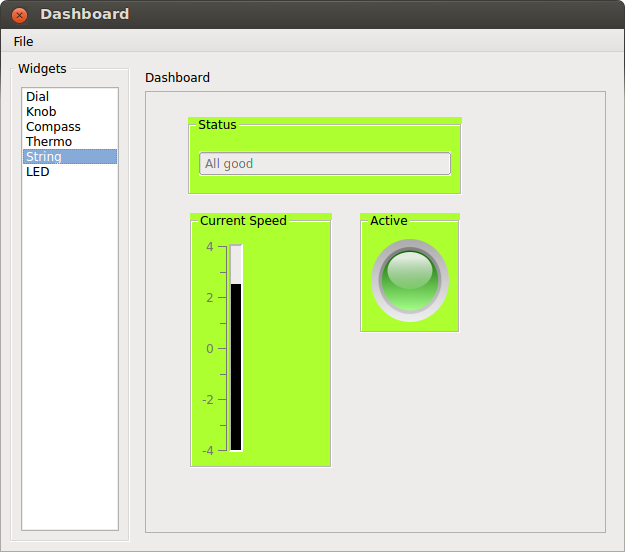 Dashboard
File
Widgets
Dial
Knob
Compass
Thermo
String
LED
Dashboard
Status
All good
Current Speed
4
2
0
-2
-4
Active